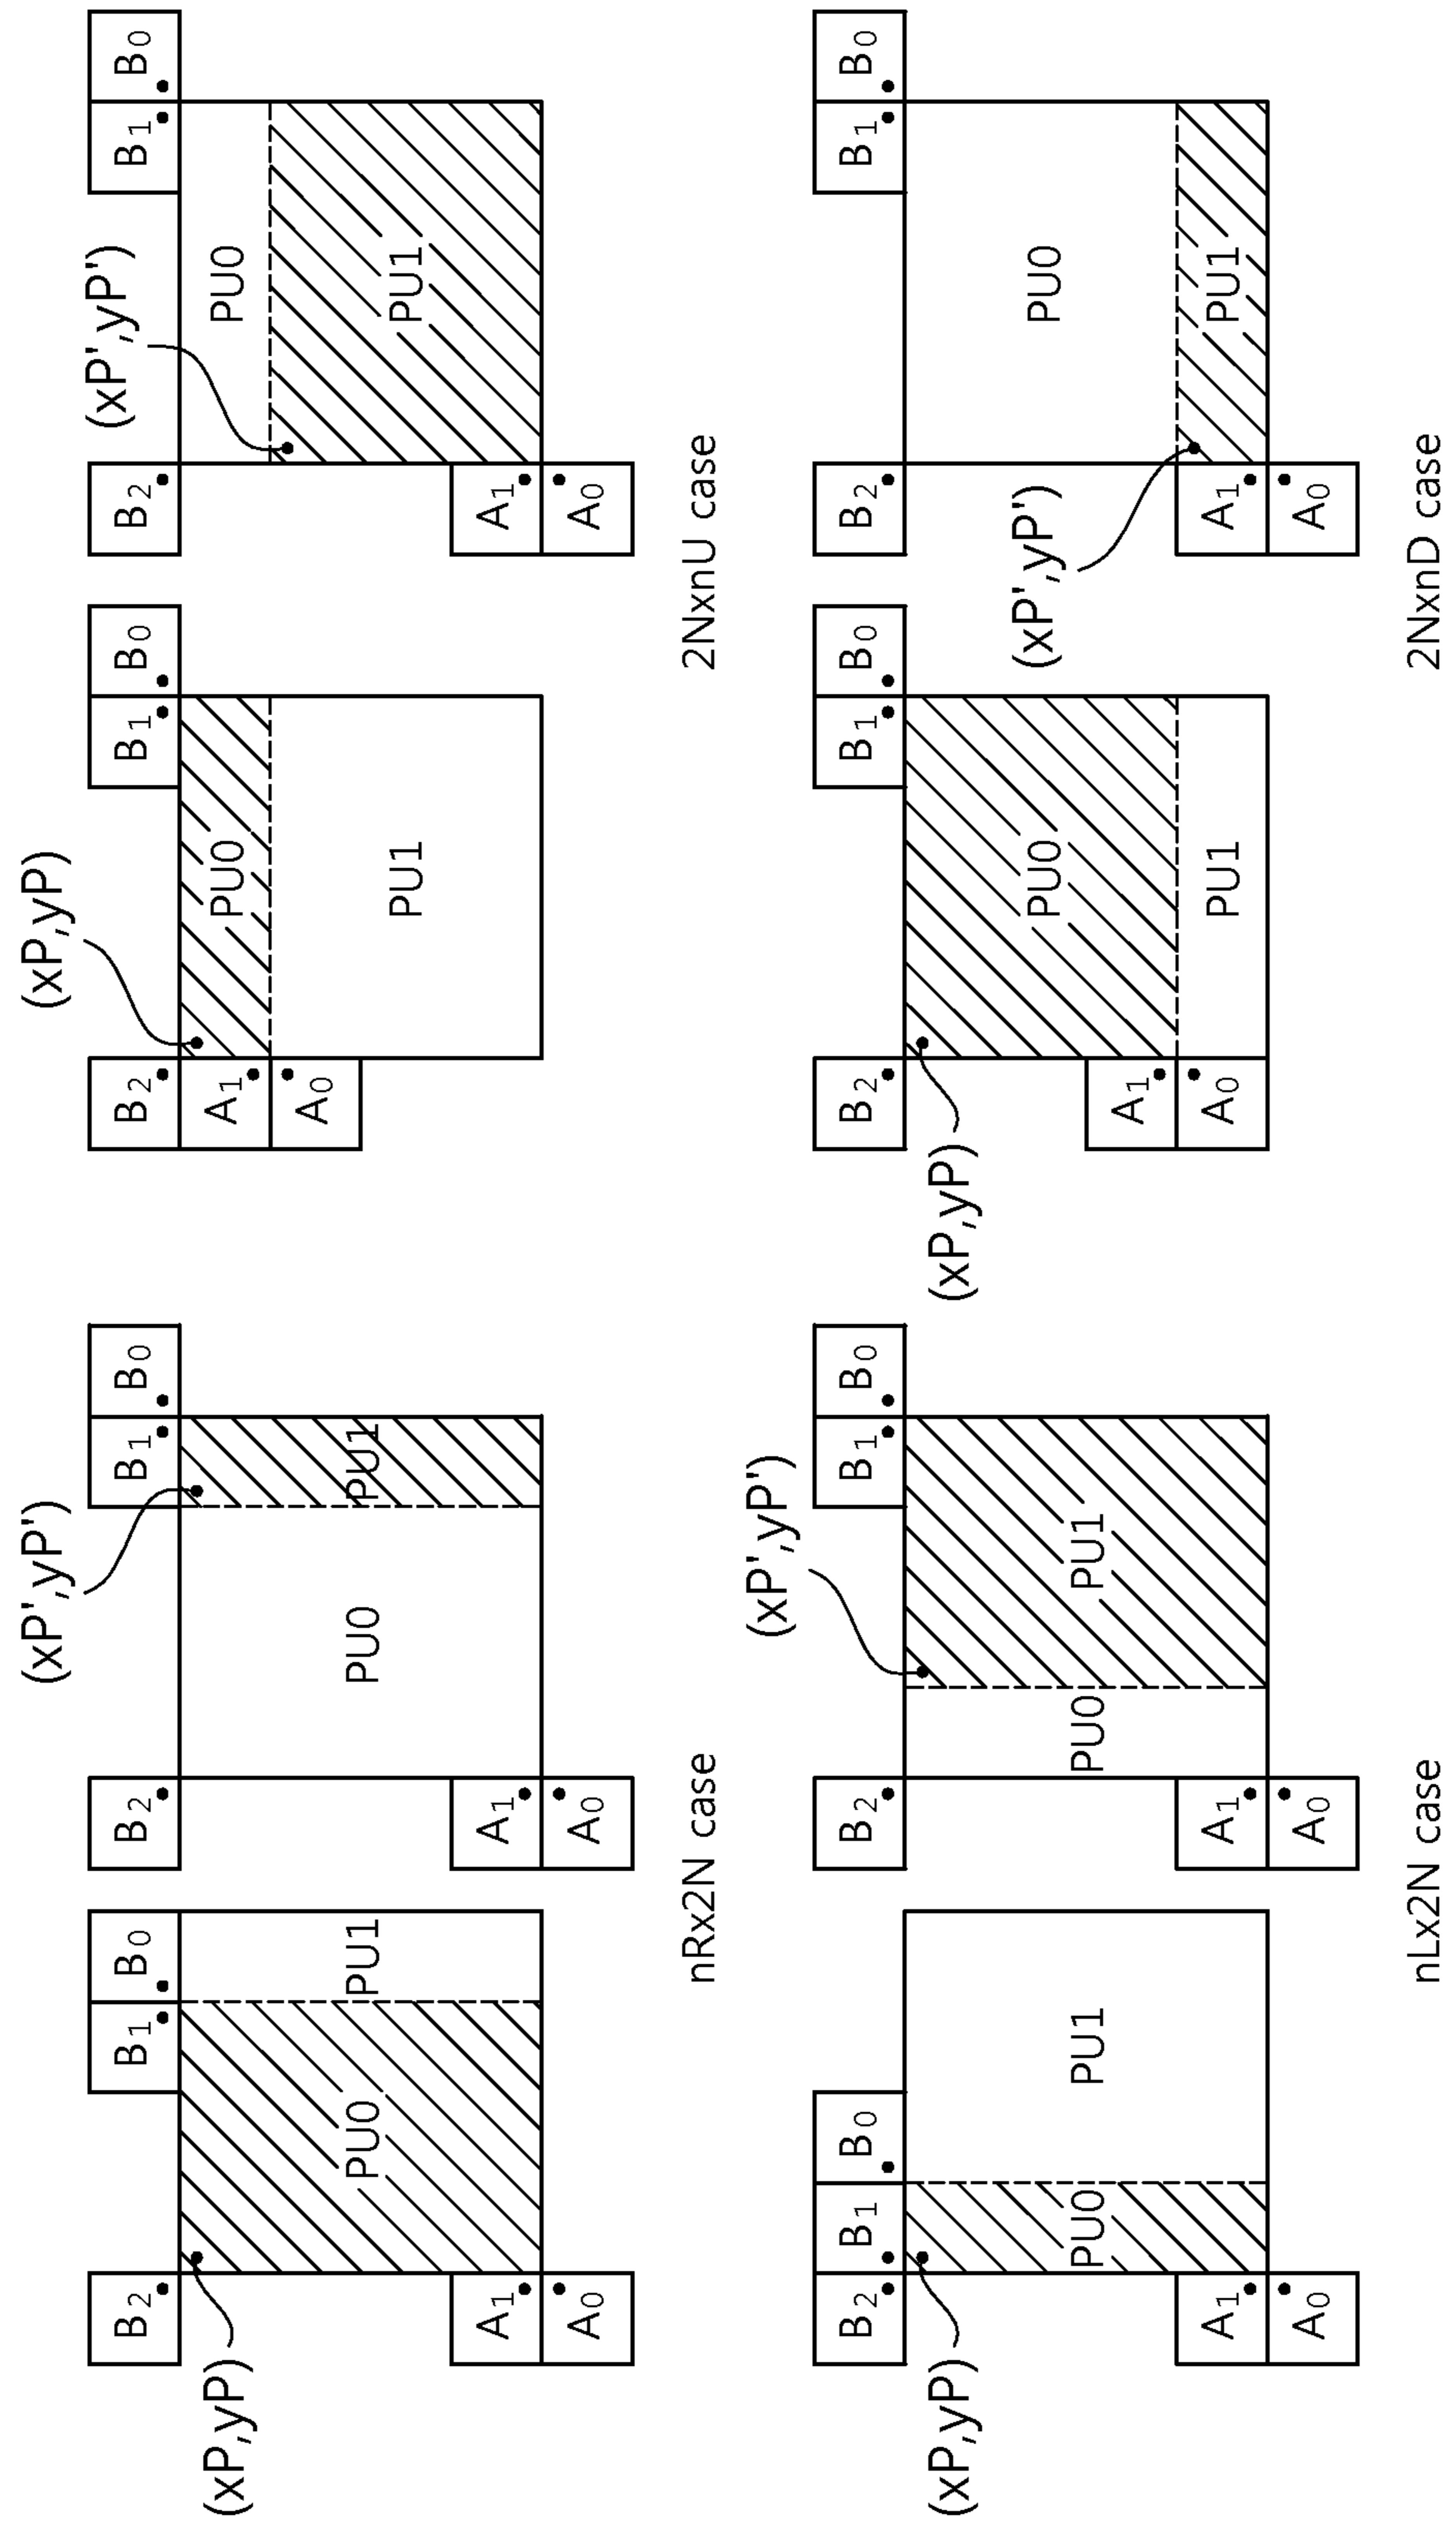 B2 B1 B0
(xP,yP)
PU0 PU1
A1
A0
(xP',yP')
B2 B1 B0
PU0 PU1
A1
A0
nRx2N case
(xP,yP)
B2 B1 B0
A1 PU0
A0
PU1
(xP',yP')
B2 B1 B0
PU0
PU1
A1
A0
2NxnU case
B2 B1 B0
(xP,yP)
PU0 PU1
A1
A0
(xP',yP')
B2 B1 B0
PU0 PU1
A1
A0
nLx2N case
B2 B1 B0
(xP,yP)
PU0
A1
A0 PU1
B2 B1 B0
(xP',yP')
PU0
A1 PU1
A0
2NxnD case